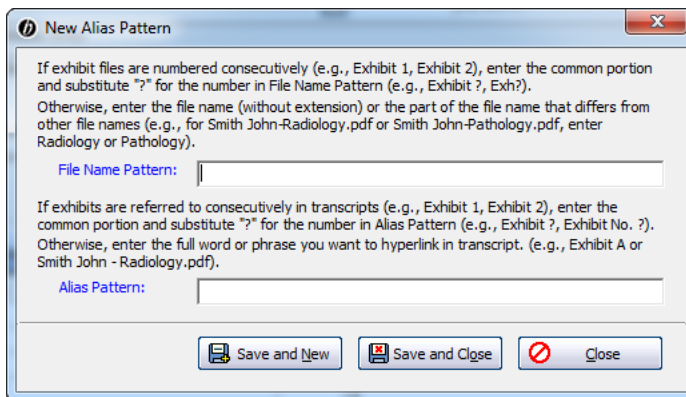 New Alias Pattern
If exhibit files are numbered consecutively (e.g., Exhibit 1, Exhibit 2), enter the common portion
and substitute "?" for the number in File Name Pattern (e.g., Exhibit ?, Exh?).
Otherwise, enter the file name (without extension) or the part of the file name that differs from
other file names (e.g., for Smith John-Radiology.pdf or Smith John-Pathology.pdf, enter
Radiology or Pathology).
File Name Pattern:
If exhibits are referred to consecutively in transcripts (e.g., Exhibit 1, Exhibit 2), enter the
common portion and substitute "?" for the number in Alias Pattern (e.g., Exhibit ?, Exhibit No. ?).
Otherwise, enter the full word or phrase you want to hyperlink in transcript. (e.g., Exhibit A or
Smith John - Radiology.pdf).
Alias Pattern:
Save and New Save and Close Close